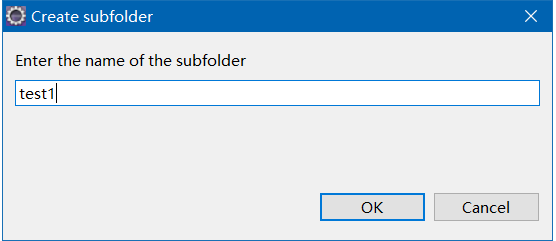 Create subfolder
Enter the name of the subfolder
test1
OK
Cancel